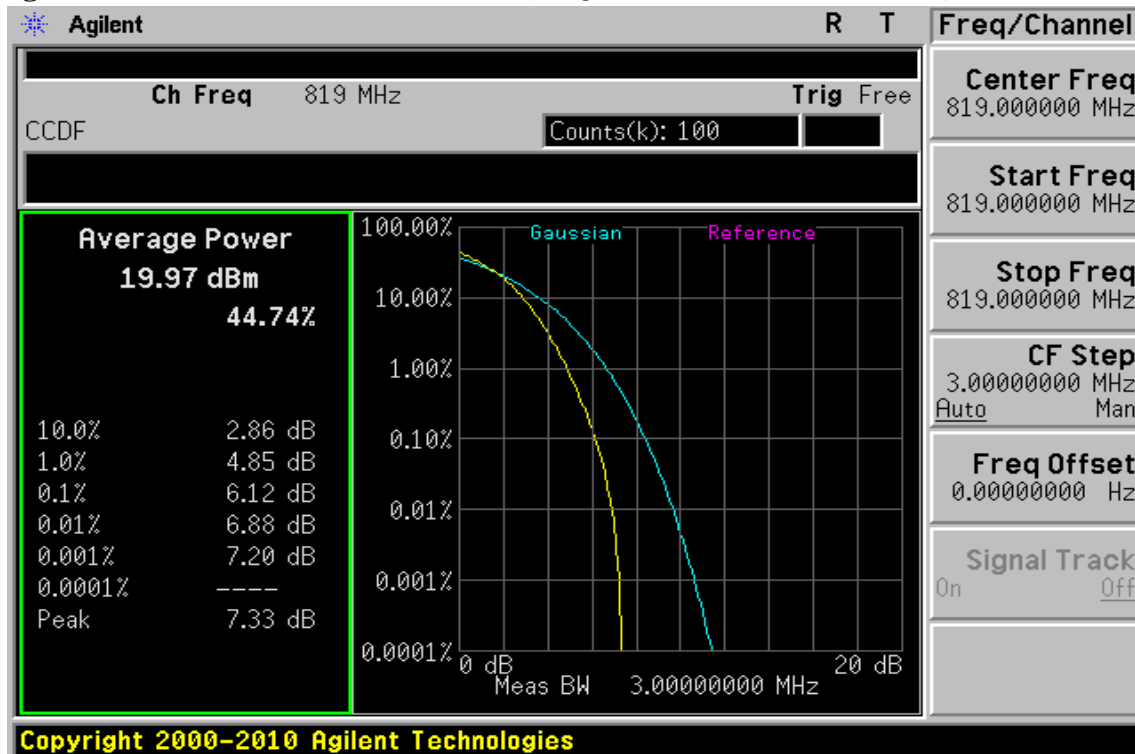 Agilent R T
Freq/Channel
Ch Freq 819 MHz Trig Free
CCDF Counts(k): 100
Average Power
19.97 dBm
44.74%
10.0% 2.86 dB
1.0% 4.85 dB
0.1% 6.12 dB
0.01% 6.88 dB
0.001% 7.20 dB
0.0001% ----
Peak 7.33 dB
100.00%
Gaussian Reference
10.00%
1.00%
0.10%
0.01%
0.001%
0.0001%
0 dB 20 dB
Meas BW 3.00000000 MHz
Center Freq
819.000000 MHz
Start Freq
819.000000 MHz
Stop Freq
819.000000 MHz
CF Step
3.00000000 MHz
Auto Man
Freq Offset
0.00000000 Hz
Signal Track
On Off
Copyright 2000-2010 Agilent Technologies